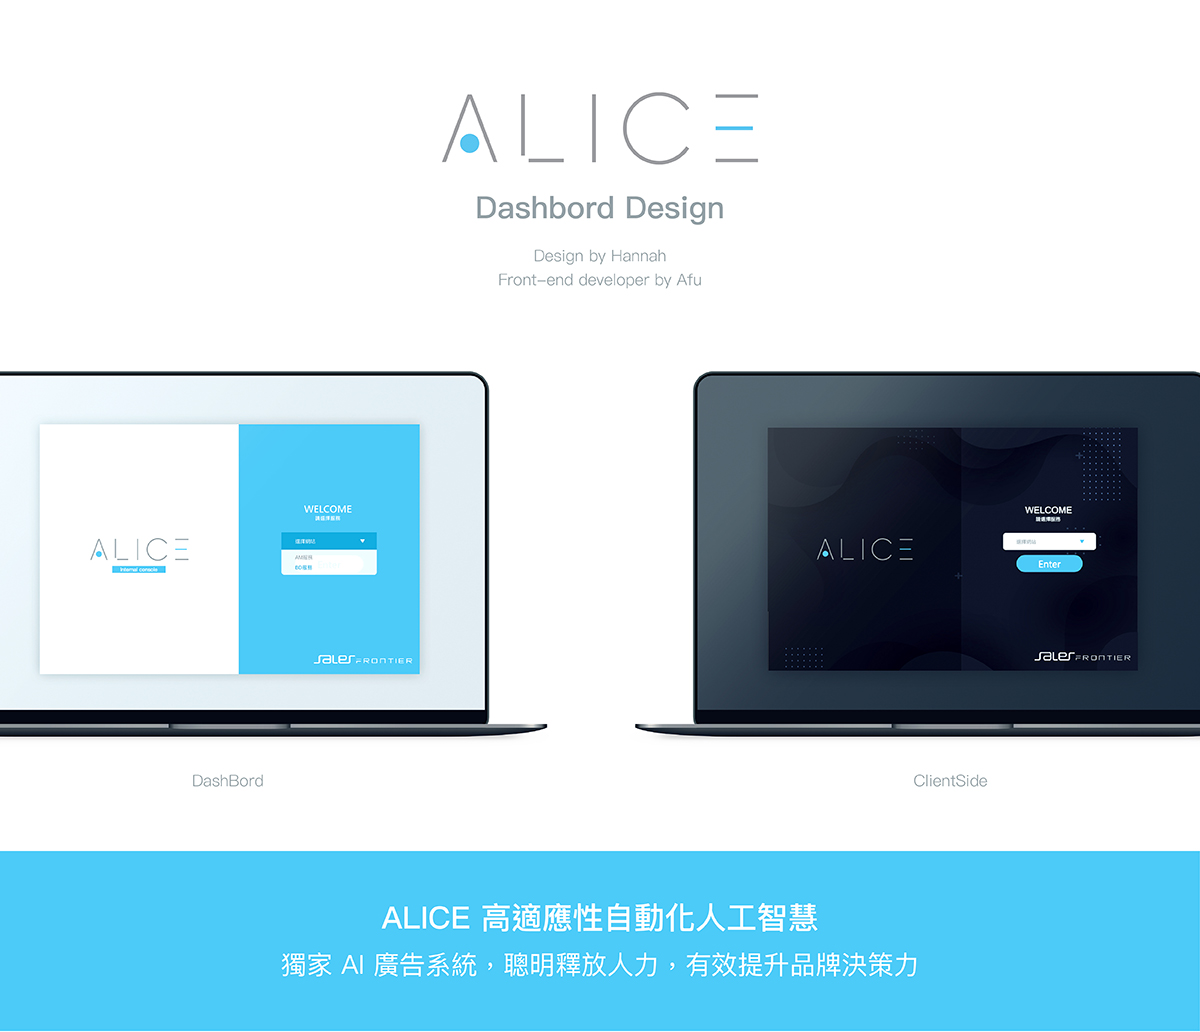 ALICE
Dashbord Design
Design by Hannah
Front-end developer by Afu
ALICE
Internal console
WELCOME
請選擇服務
選擇網站
AM服務
BD服務
SALES FRONTIER
ALICE
WELCOME
請選擇服務
選擇網站
Enter
SALES FRONTIER
DashBord
ClientSide
ALICE 高適應性自動化人工智慧
獨家 AI 廣告系統，聰明釋放人力，有效提升品牌決策力